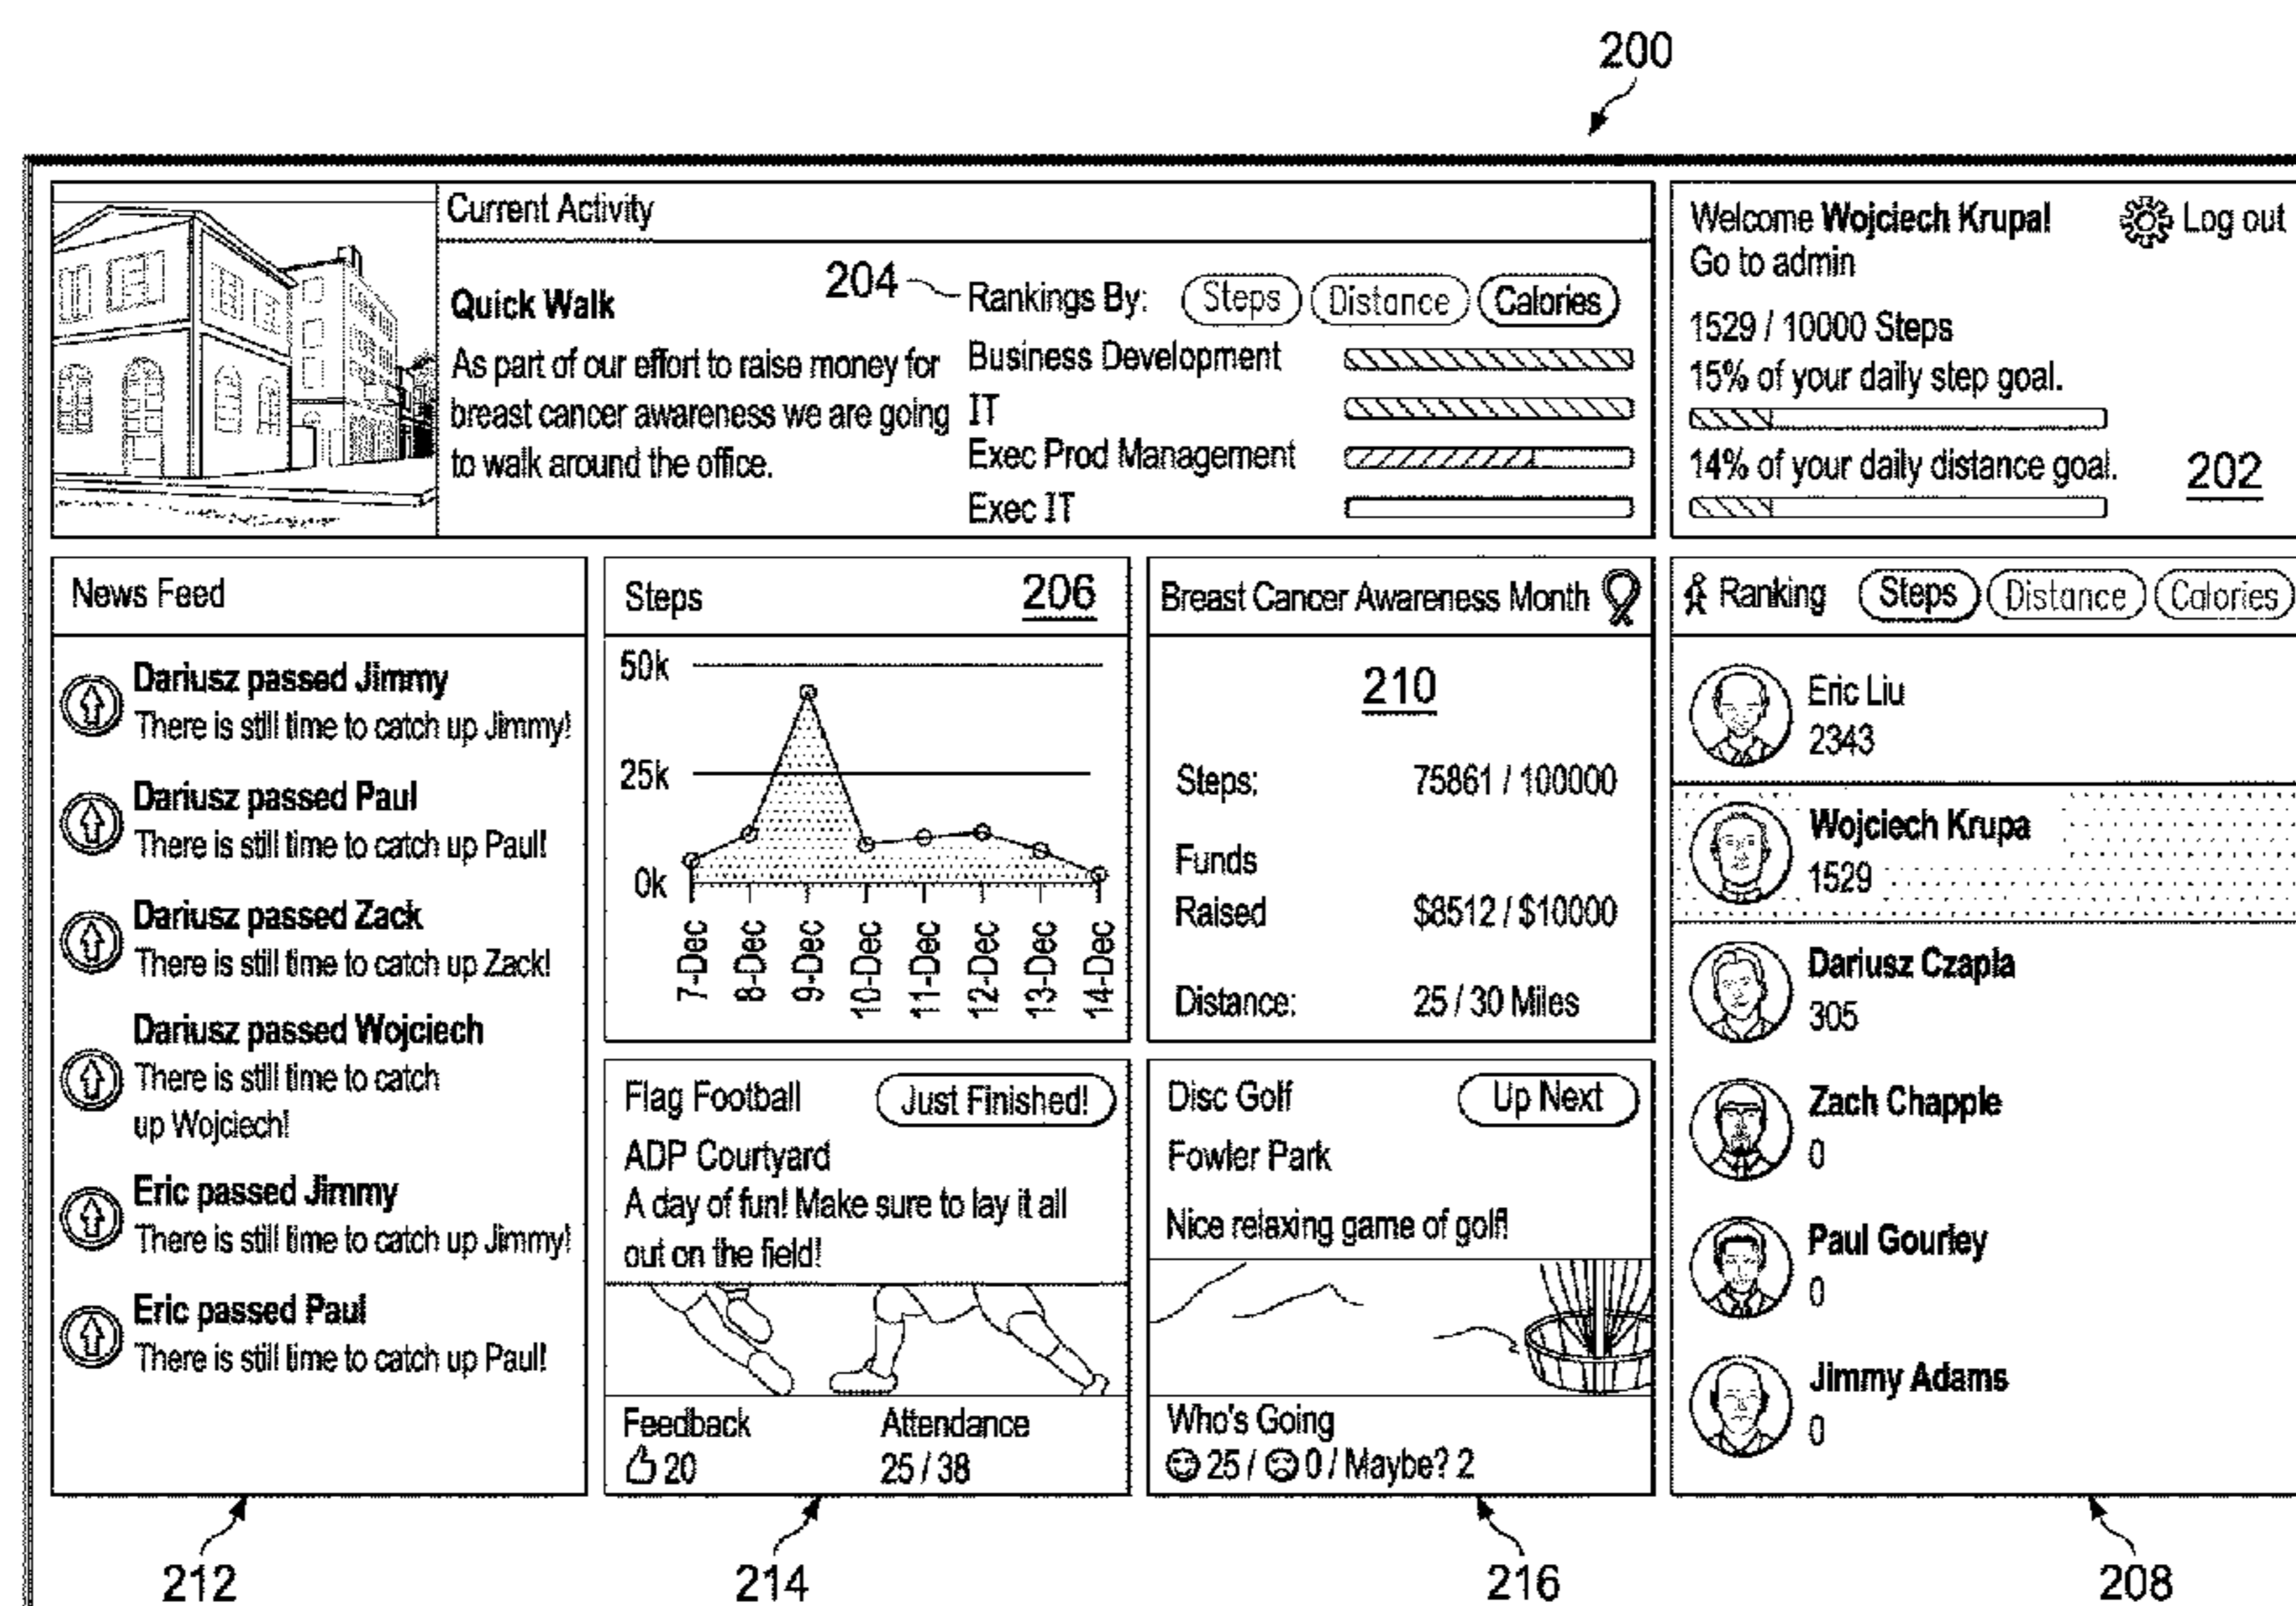 200
Current Activity
Quick Walk
As part of our effort to raise money for
breast cancer awareness we are going
to walk around the office.
204
Rankings By: Steps Distance Calories
Business Development
IT
Exec Prod Management
Exec IT
Welcome Wojciech Krupa!
Log out
Go to admin
1529 / 10000 Steps
15% of your daily step goal.
14% of your daily distance goal.
202
News Feed
Dariusz passed Jimmy
There is still time to catch up Jimmy!
Dariusz passed Paul
There is still time to catch up Paul!
Dariusz passed Zack
There is still time to catch up Zack!
Dariusz passed Wojciech
There is still time to catch
up Wojciech!
Eric passed Jimmy
There is still time to catch up Jimmy!
Eric passed Paul
There is still time to catch up Paul!
Steps 206
50k
25k
0k
7-Dec
8-Dec
9-Dec
10-Dec
11-Dec
12-Dec
13-Dec
14-Dec
Breast Cancer Awareness Month
210
Steps: 75861 / 100000
Funds
Raised $8512 / $10000
Distance: 25 / 30 Miles
Ranking Steps Distance Calories
Eric Liu
2343
Wojciech Krupa
1529
Dariusz Czapla
305
Zach Chapple
0
Paul Gourley
0
Jimmy Adams
0
Flag Football Just Finished!
ADP Courtyard
A day of fun! Make sure to lay it all
out on the field!
Feedback Attendance
20 25 / 38
Disc Golf Up Next
Fowler Park
Nice relaxing game of golf!
Who's Going
25 / 0 / Maybe? 2
212
214
216
208